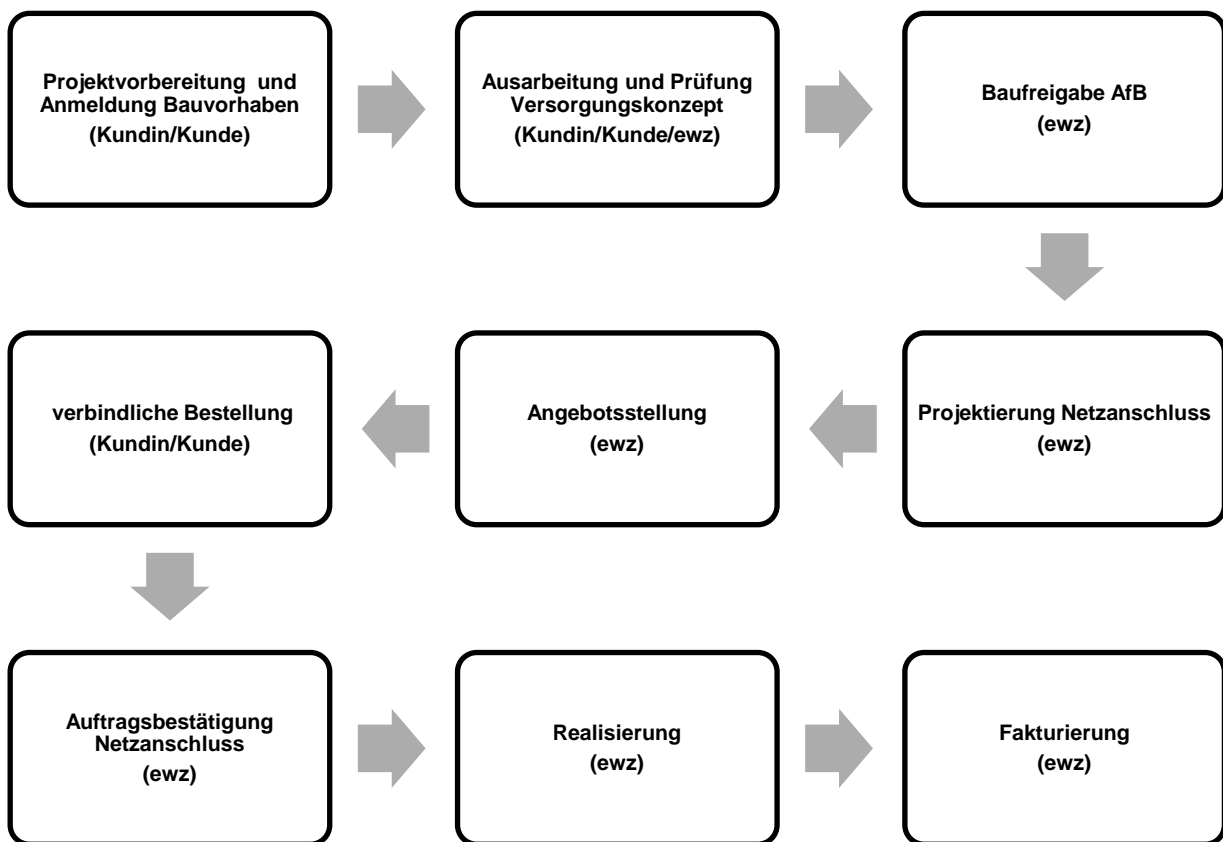 Projektvorbereitung und
Anmeldung Bauvorhaben
(Kundin/Kunde)
Ausarbeitung und Prüfung
Versorgungskonzept
(Kundin/Kunde/ewz)
Baufreigabe AfB
(ewz)
Projektierung Netzanschluss
(ewz)
Angebotsstellung
(ewz)
verbindliche Bestellung
(Kundin/Kunde)
Auftragsbestätigung
Netzanschluss
(ewz)
Realisierung
(ewz)
Fakturierung
(ewz)